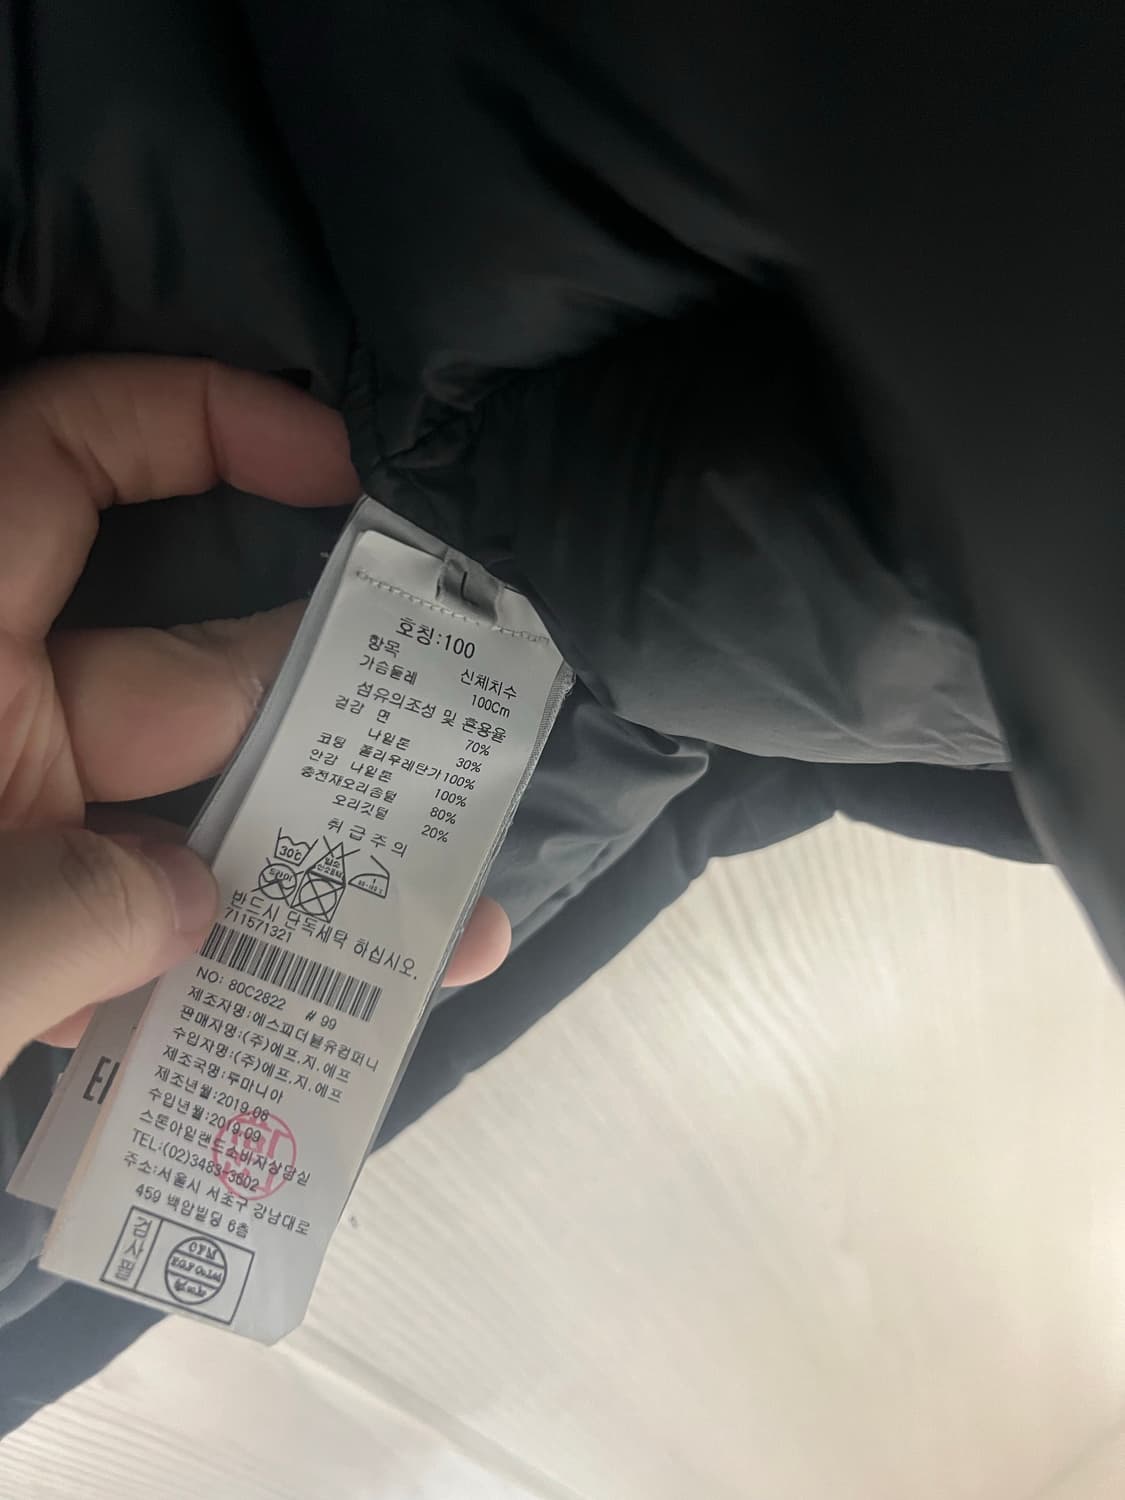 L
호칭:100
항목 신체치수
가슴둘레 100Cm
섬유의조성 및 혼용율
겉감 면 70%
나일론 30%
코팅 폴리우레탄가100%
안감 나일론 100%
충전재오리솜털 80%
오리깃털 20%
취급주의
30℃
드라이
반드시 단독세탁 하십시오.
711571321
NO: 80C2822 # 99
제조자명:에스피더블유컴퍼니
판매자명:(주)에프.지.에프
수입자명:(주)에프.지.에프
제조국명:루마니아
제조년월:2019.08
수입년월:2019.09
스톤아일랜드소비자상담실
TEL:(02)3483-3602
주소:서울시 서초구 강남대로
459 백암빌딩 6층
검사필
EI